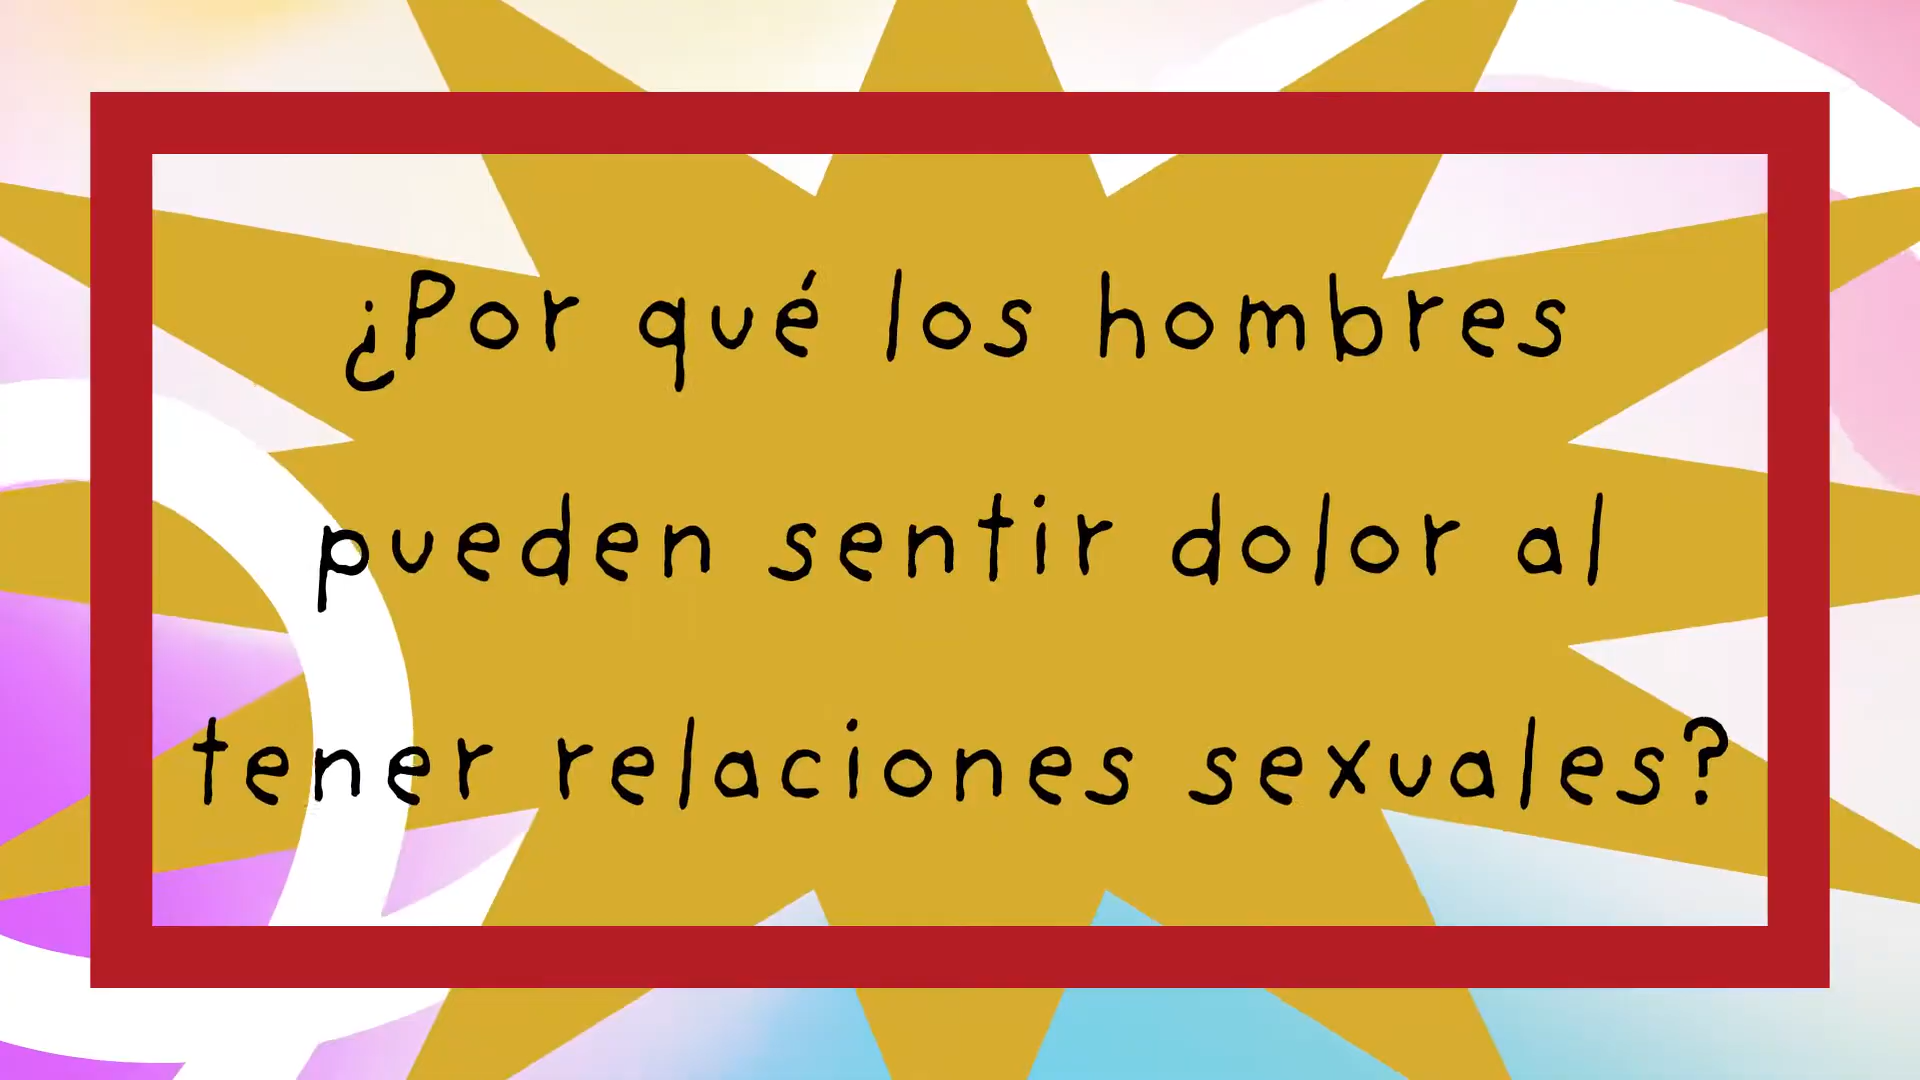 ¿Por qué los hombres
pueden sentir dolor al
tener relaciones sexuales?